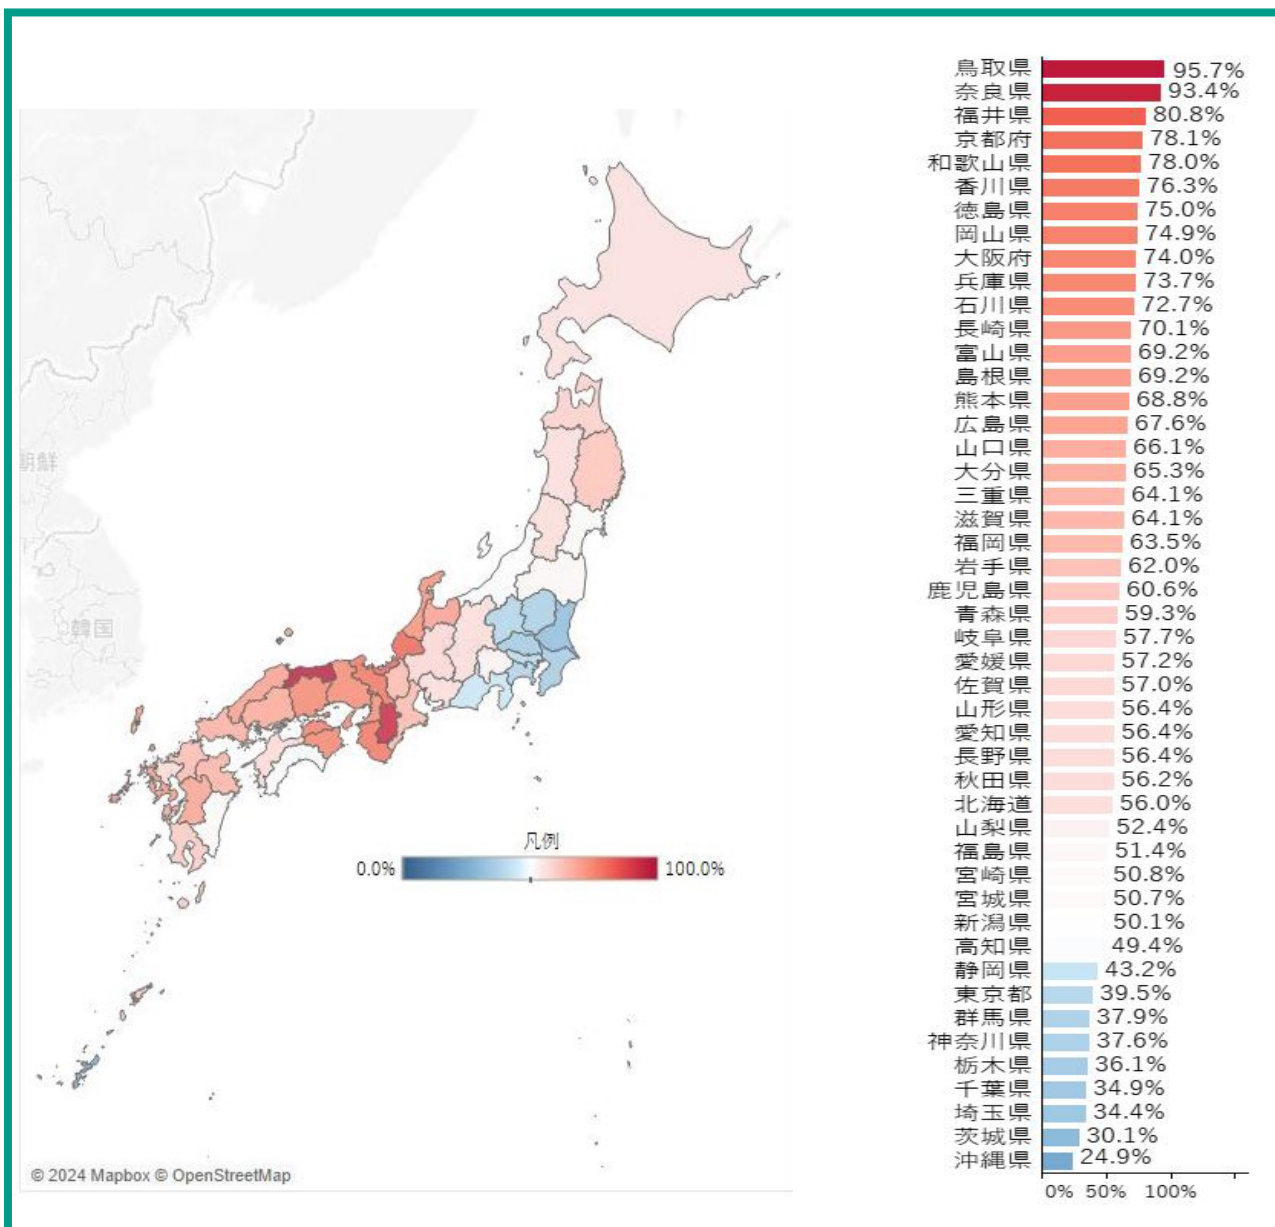 朝鮮
韓国
凡例
0.0% 100.0%
© 2024 Mapbox © OpenStreetMap
鳥取県 95.7%
奈良県 93.4%
福井県 80.8%
京都府 78.1%
和歌山県 78.0%
香川県 76.3%
徳島県 75.0%
岡山県 74.9%
大阪府 74.0%
兵庫県 73.7%
石川県 72.7%
長崎県 70.1%
富山県 69.2%
島根県 69.2%
熊本県 68.8%
広島県 67.6%
山口県 66.1%
大分県 65.3%
三重県 64.1%
滋賀県 64.1%
福岡県 63.5%
岩手県 62.0%
鹿児島県 60.6%
青森県 59.3%
岐阜県 57.7%
愛媛県 57.2%
佐賀県 57.0%
山形県 56.4%
愛知県 56.4%
長野県 56.4%
秋田県 56.2%
北海道 56.0%
山梨県 52.4%
福島県 51.4%
宮崎県 50.8%
宮城県 50.7%
新潟県 50.1%
高知県 49.4%
静岡県 43.2%
東京都 39.5%
群馬県 37.9%
神奈川県 37.6%
栃木県 36.1%
千葉県 34.9%
埼玉県 34.4%
茨城県 30.1%
沖縄県 24.9%
0% 50% 100%